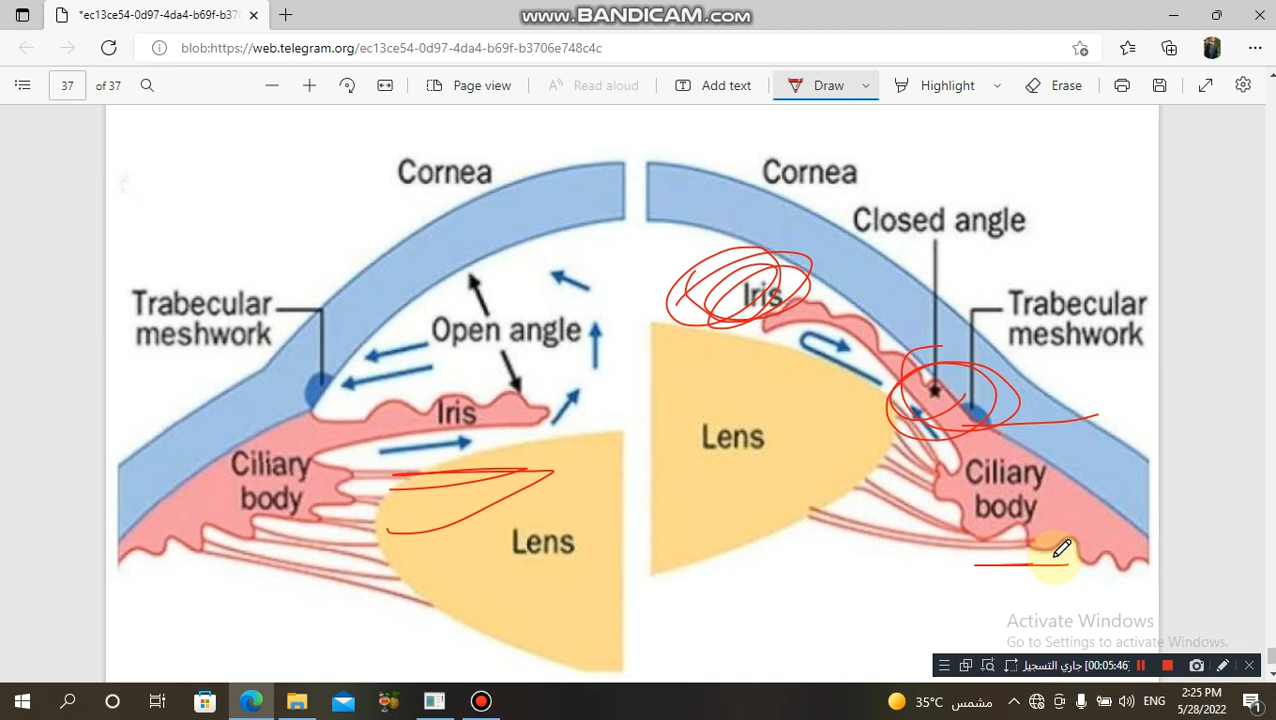 *ec13ce54-0d97-4da4-b69f-b37
www.BANDICAM.com
blob:https://web.telegram.org/ec13ce54-0d97-4da4-b69f-b3706e748c4c
37 of 37
Page view
Read aloud
Add text
Draw
Highlight
Erase
Cornea
Cornea
Closed angle
Trabecular
meshwork
Open angle
Trabecular
meshwork
Iris
Iris
Ciliary
body
Lens
Lens
Ciliary
body
Activate Windows
Go to Settings to activate Windows.
جاري التسجيل [00:05:46]
35°C مشمس
ENG
2:25 PM
5/28/2022
1